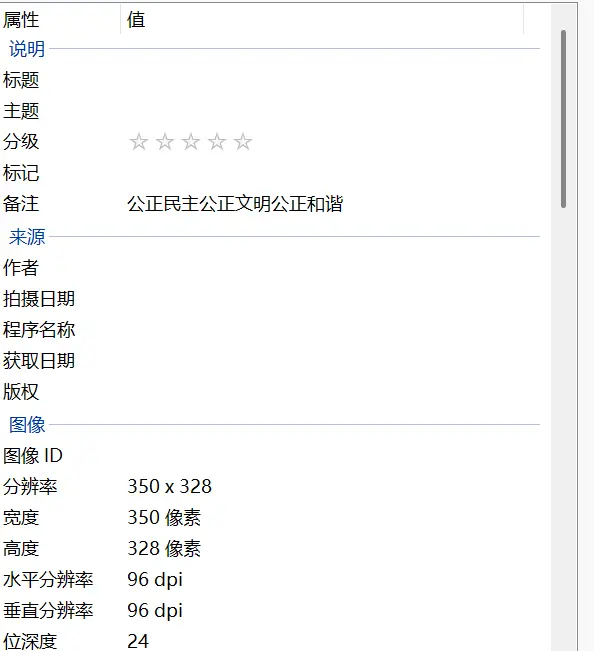 属性 值
说明
标题
主题
分级 ☆☆☆☆☆
标记
备注 公正民主公正文明公正和谐
来源
作者
拍摄日期
程序名称
获取日期
版权
图像
图像 ID
分辨率 350 x 328
宽度 350 像素
高度 328 像素
水平分辨率 96 dpi
垂直分辨率 96 dpi
位深度 24